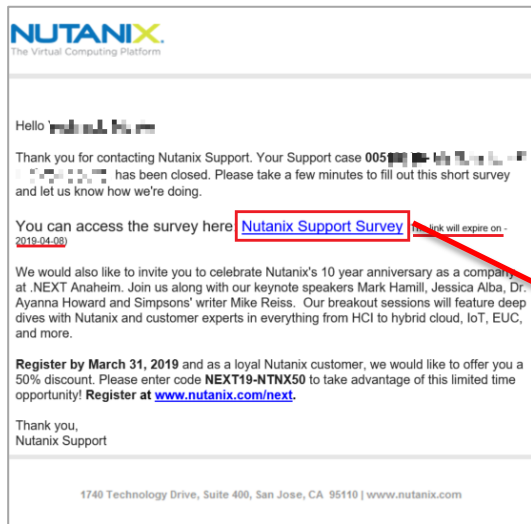 NUTANIX.
The Virtual Computing Platform
Hello
Thank you for contacting Nutanix Support. Your Support case 005
has been closed. Please take a few minutes to fill out this short survey
and let us know how we're doing.
You can access the survey here Nutanix Support Survey link will expire on -
2019-04-08)
We would also like to invite you to celebrate Nutanix's 10 year anniversary as a company
at .NEXT Anaheim. Join us along with our keynote speakers Mark Hamill, Jessica Alba, Dr.
Ayanna Howard and Simpsons' writer Mike Reiss. Our breakout sessions will feature deep
dives with Nutanix and customer experts in everything from HCI to hybrid cloud, IoT, EUC,
and more.
Register by March 31, 2019 and as a loyal Nutanix customer, we would like to offer you a
50% discount. Please enter code NEXT19-NTNX50 to take advantage of this limited time
opportunity! Register at www.nutanix.com/next.
Thank you,
Nutanix Support
1740 Technology Drive, Suite 400, San Jose, CA 95110 | www.nutanix.com